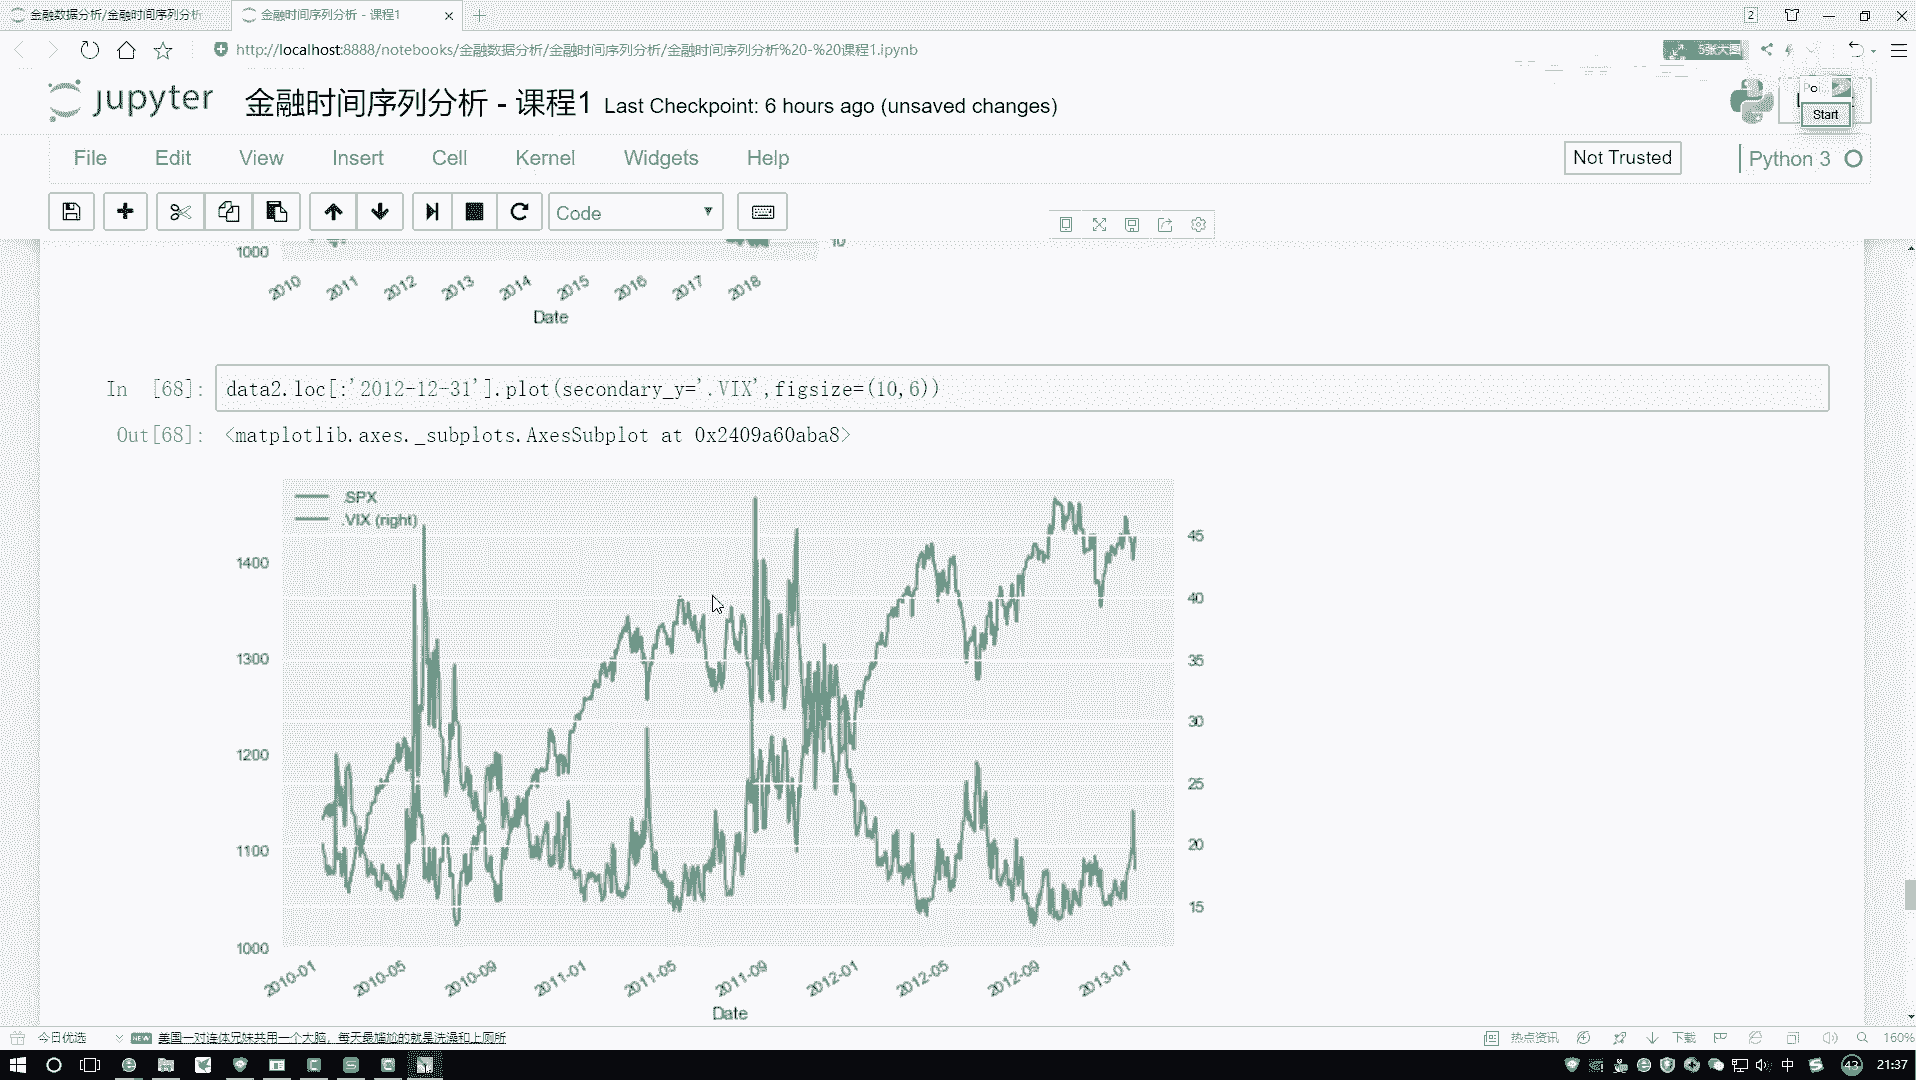 金融数据分析/金融时间序列分析
金融时间序列分析 - 课程1
2
http://localhost:8888/notebooks/金融数据分析/金融时间序列分析/金融时间序列分析%20-%20课程1.ipynb
5张大图
jupyter 金融时间序列分析 - 课程1 Last Checkpoint: 6 hours ago (unsaved changes)
Start
File Edit View Insert Cell Kernel Widgets Help
Not Trusted
Python 3
Code
1000
10
2010 2011 2012 2013 2014 2015 2016 2017 2018
Date
In [68]: data2.loc[:'2012-12-31'].plot(secondary_y='.VIX',figsize=(10,6))
Out[68]: <matplotlib.axes._subplots.AxesSubplot at 0x2409a60aba8>
.SPX
.VIX (right)
1400
1300
1200
1100
1000
45
40
35
30
25
20
15
2010-01 2010-05 2010-09 2011-01 2011-05 2011-09 2012-01 2012-05 2012-09 2013-01
Date
今日优选
NEW
美国一对连体兄妹共用一个大脑，每天最尴尬的就是洗澡和上厕所
热点资讯
下载
160%
中
43
21:37